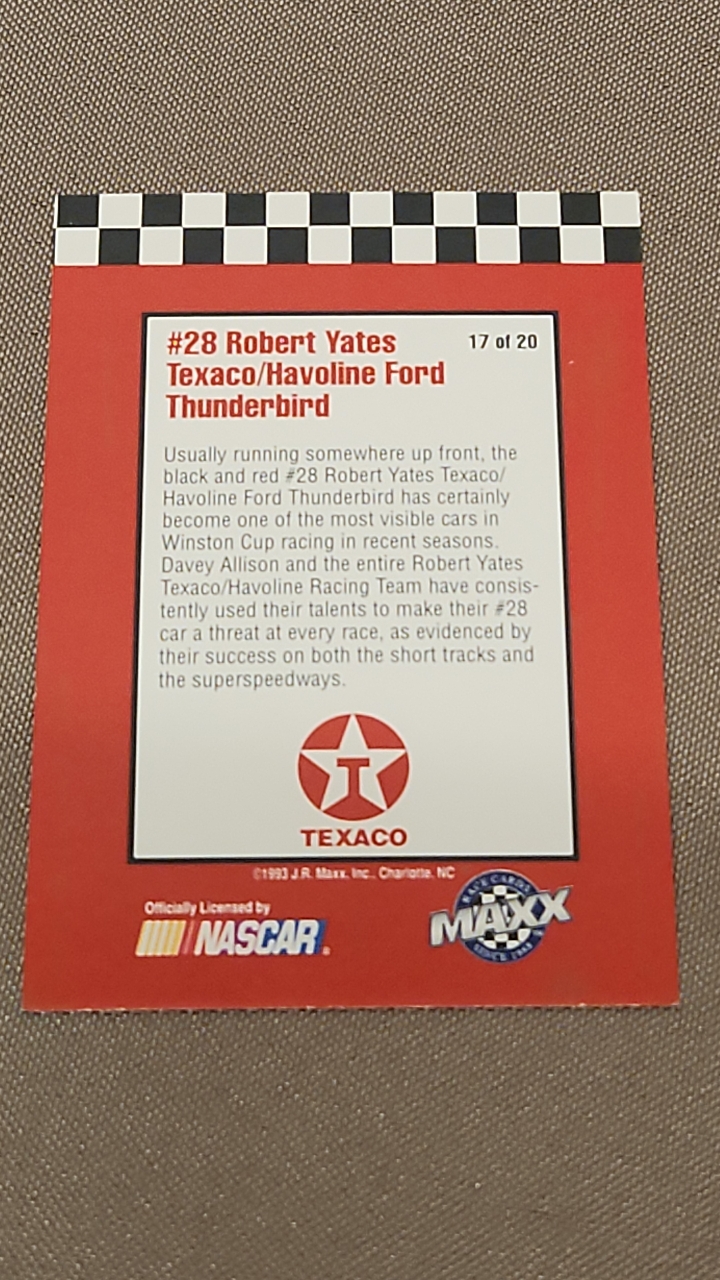 #28 Robert Yates 17 of 20
Texaco/Havoline Ford
Thunderbird
Usually running somewhere up front, the
black and red #28 Robert Yates Texaco/
Havoline Ford Thunderbird has certainly
become one of the most visible cars in
Winston Cup racing in recent seasons.
Davey Allison and the entire Robert Yates
Texaco/Havoline Racing Team have consis-
tently used their talents to make their #28
car a threat at every race, as evidenced by
their success on both the short tracks and
the superspeedways.
T
TEXACO
©1993 J.R. Maxx, Inc., Charlotte, NC
Officially Licensed by
NASCAR®
RACE CARDS
MAXX
SINCE 1988